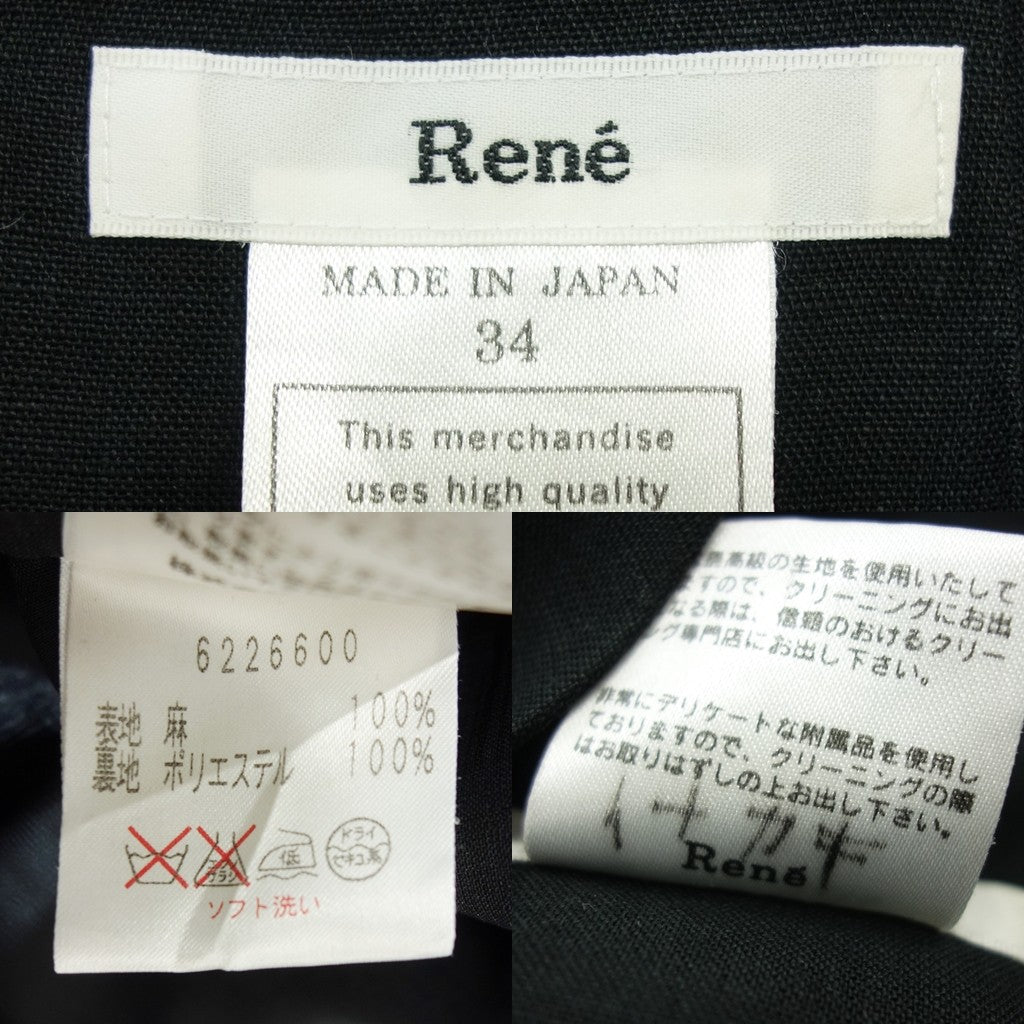 René
MADE IN JAPAN
34
This merchandise
uses high quality
6226600
表地 麻 100%
裏地 ポリエステル 100%
エンソ
低
ドライ
セキユ系
ソフト洗い
最高級の生地を使用いたして
ますので、クリーニングにお出
なる際は、信頼のおけるクリー
ング専門店にお出し下さい。
非常にデリケートな附属品を使用し
ておりますので、クリーニングの際
はお取りはずしの上お出し下さい。
René